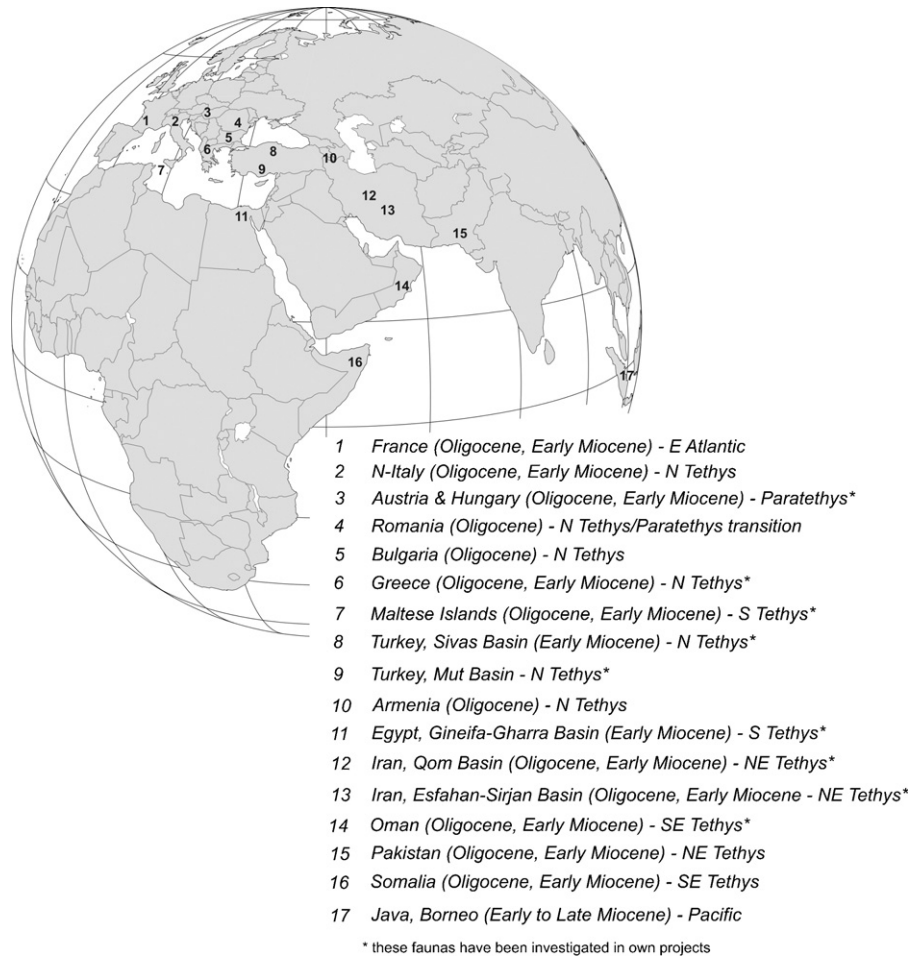 1
2
3
4
5
6
7
8
9
10
11
12
13
14
15
16
17
1 France (Oligocene, Early Miocene) - E Atlantic
2 N-Italy (Oligocene, Early Miocene) - N Tethys
3 Austria & Hungary (Oligocene, Early Miocene) - Paratethys*
4 Romania (Oligocene) - N Tethys/Paratethys transition
5 Bulgaria (Oligocene) - N Tethys
6 Greece (Oligocene, Early Miocene) - N Tethys*
7 Maltese Islands (Oligocene, Early Miocene) - S Tethys*
8 Turkey, Sivas Basin (Early Miocene) - N Tethys*
9 Turkey, Mut Basin - N Tethys*
10 Armenia (Oligocene) - N Tethys
11 Egypt, Gineifa-Gharra Basin (Early Miocene) - S Tethys*
12 Iran, Qom Basin (Oligocene, Early Miocene) - NE Tethys*
13 Iran, Esfahan-Sirjan Basin (Oligocene, Early Miocene - NE Tethys*
14 Oman (Oligocene, Early Miocene) - SE Tethys*
15 Pakistan (Oligocene, Early Miocene) - NE Tethys
16 Somalia (Oligocene, Early Miocene) - SE Tethys
17 Java, Borneo (Early to Late Miocene) - Pacific
* these faunas have been investigated in own projects